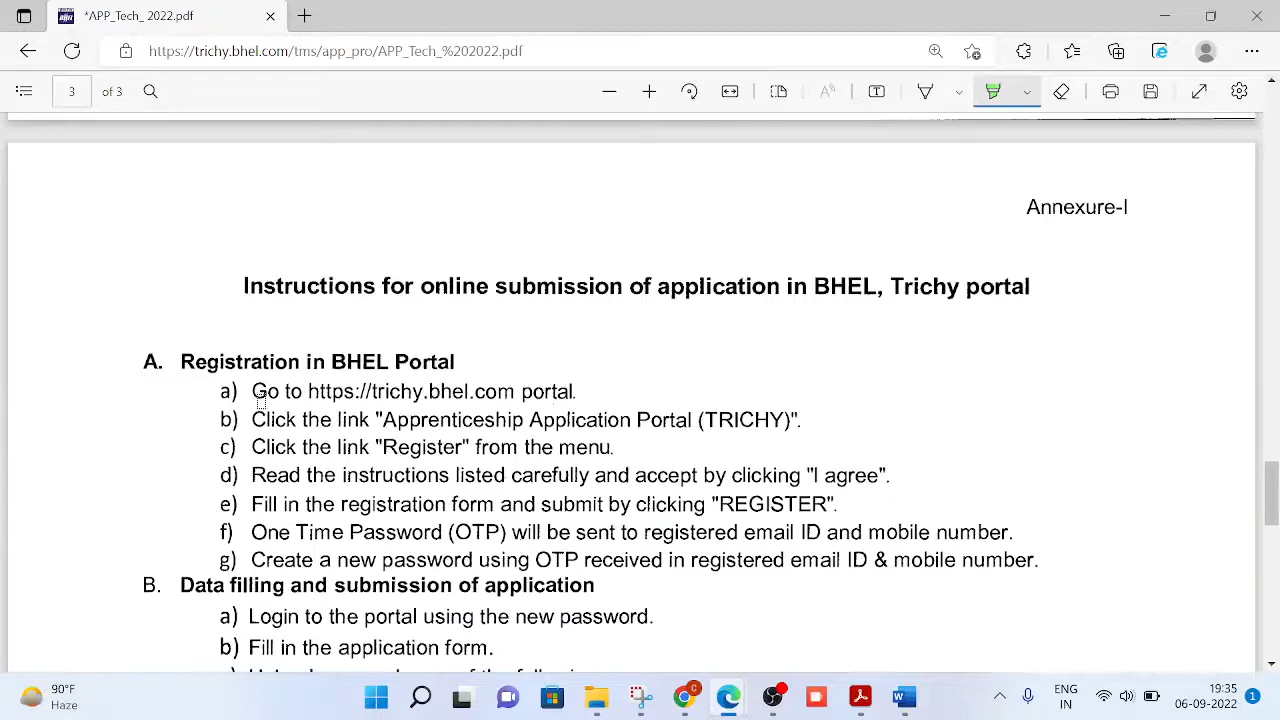 *APP_Tech_ 2022.pdf
https://trichy.bhel.com/tms/app_pro/APP_Tech_%202022.pdf
3 of 3
Annexure-I
Instructions for online submission of application in BHEL, Trichy portal
A. Registration in BHEL Portal
a) Go to https://trichy.bhel.com portal.
b) Click the link "Apprenticeship Application Portal (TRICHY)".
c) Click the link "Register" from the menu.
d) Read the instructions listed carefully and accept by clicking "I agree".
e) Fill in the registration form and submit by clicking "REGISTER".
f) One Time Password (OTP) will be sent to registered email ID and mobile number.
g) Create a new password using OTP received in registered email ID & mobile number.
B. Data filling and submission of application
a) Login to the portal using the new password.
b) Fill in the application form.
90°F
Haze
ENG
IN
19:35
06-09-2022
1